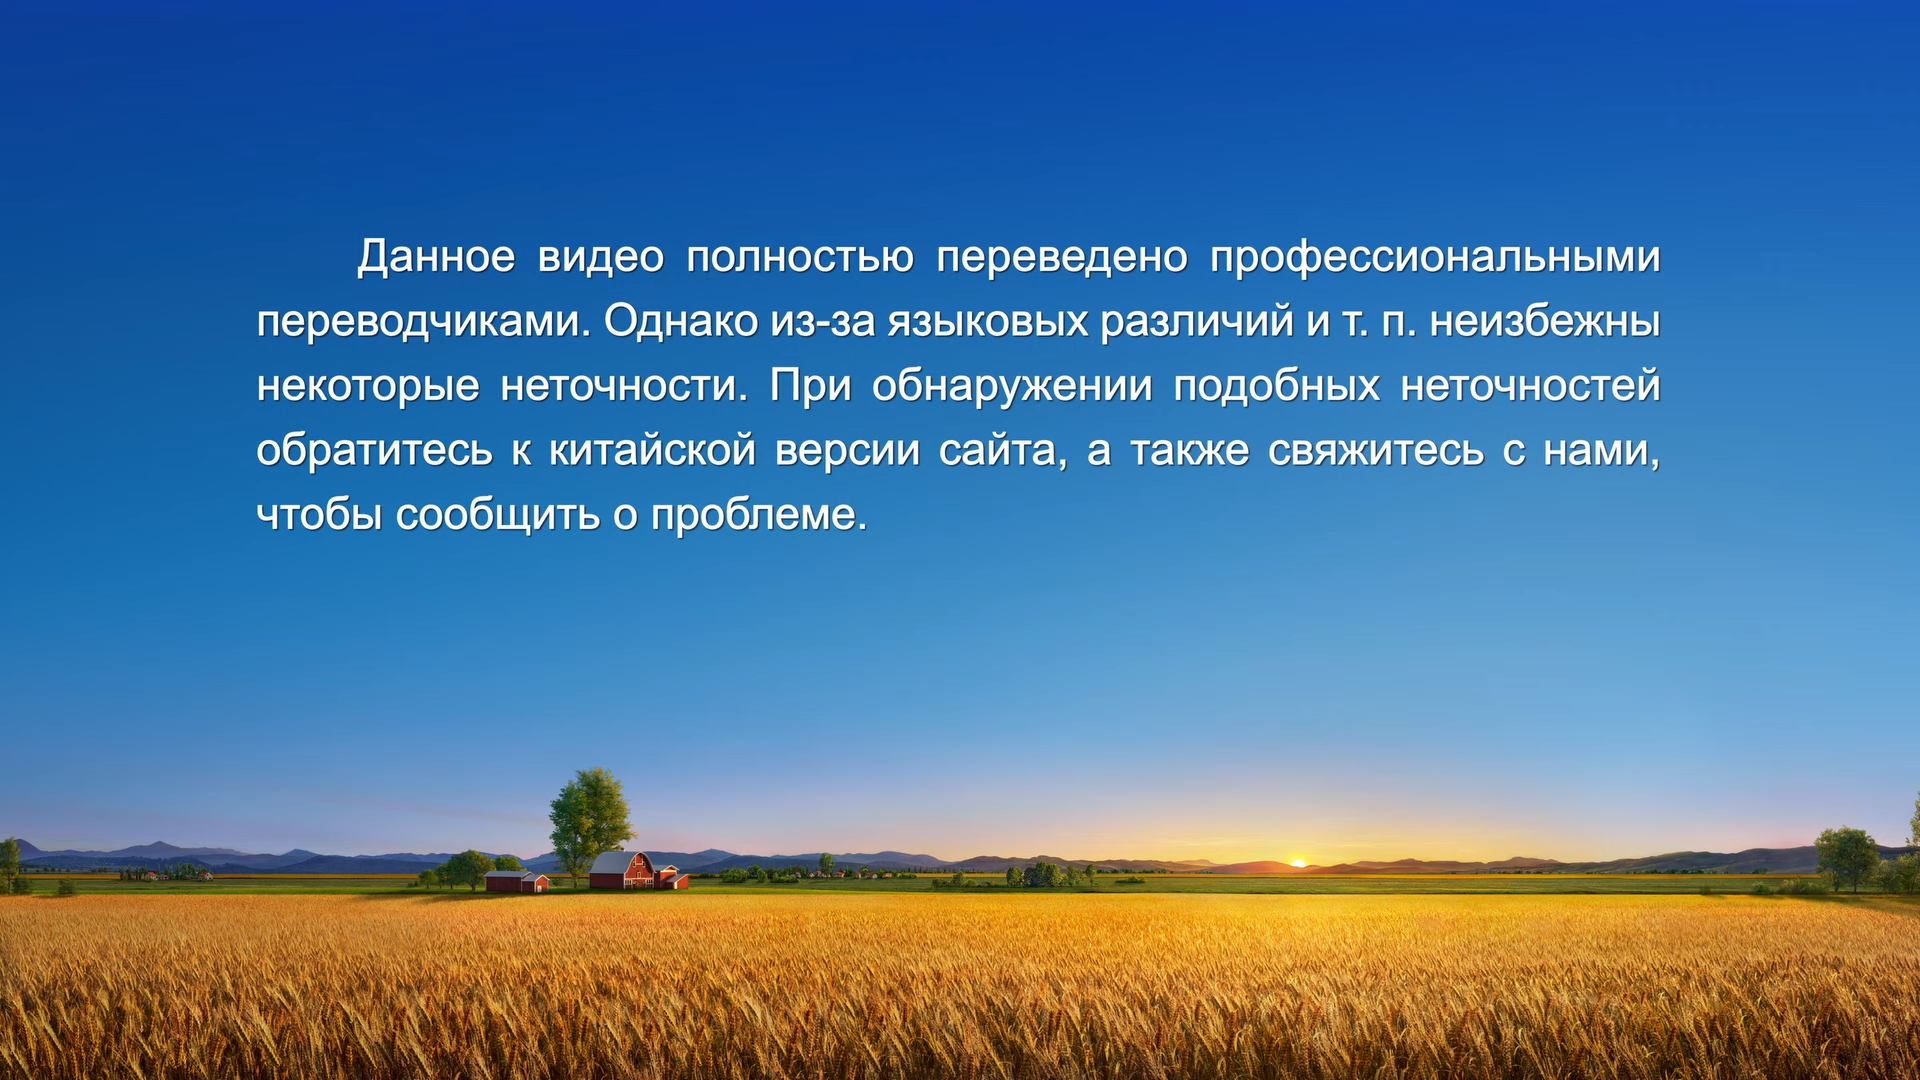 Данное видео полностью переведено профессиональными
переводчиками. Однако из-за языковых различий и т. п. неизбежны
некоторые неточности. При обнаружении подобных неточностей
обратитесь к китайской версии сайта, а также свяжитесь с нами,
чтобы сообщить о проблеме.